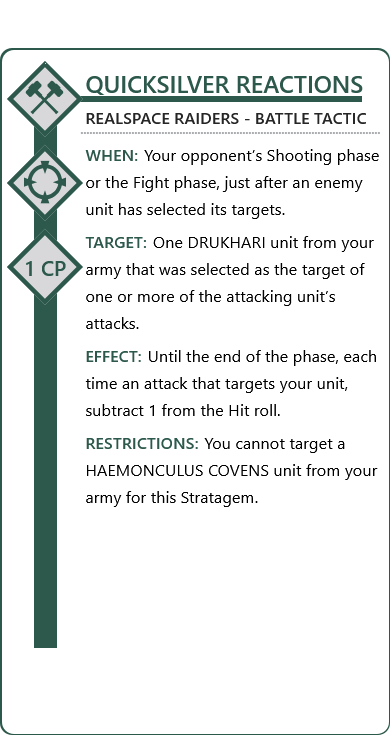 QUICKSILVER REACTIONS
REALSPACE RAIDERS - BATTLE TACTIC
WHEN: Your opponent’s Shooting phase
or the Fight phase, just after an enemy
unit has selected its targets.
TARGET: One DRUKHARI unit from your
army that was selected as the target of
one or more of the attacking unit’s
attacks.
1 CP
EFFECT: Until the end of the phase, each
time an attack that targets your unit,
subtract 1 from the Hit roll.
RESTRICTIONS: You cannot target a
HAEMONCULUS COVENS unit from your
army for this Stratagem.